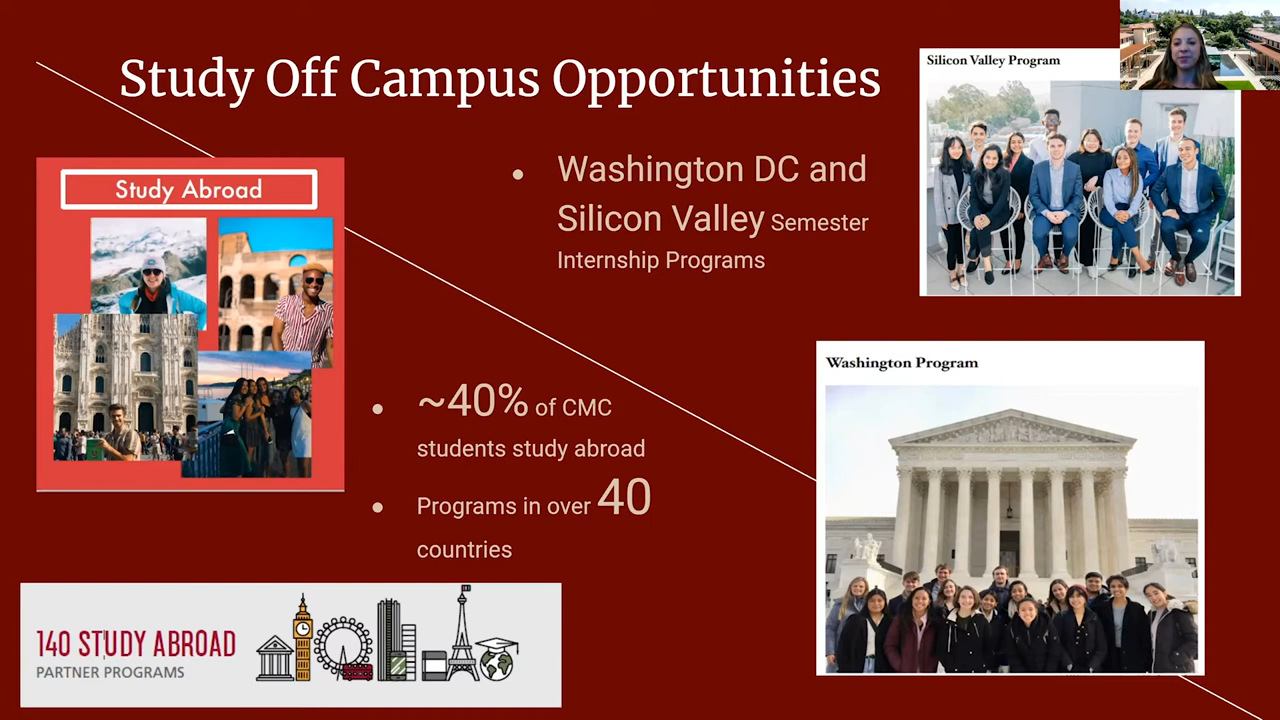 Study Off Campus Opportunities
Study Abroad
Washington DC and
Silicon Valley Semester
Internship Programs
Silicon Valley Program
~40% of CMC
students study abroad
Programs in over 40
countries
Washington Program
140 STUDY ABROAD
PARTNER PROGRAMS